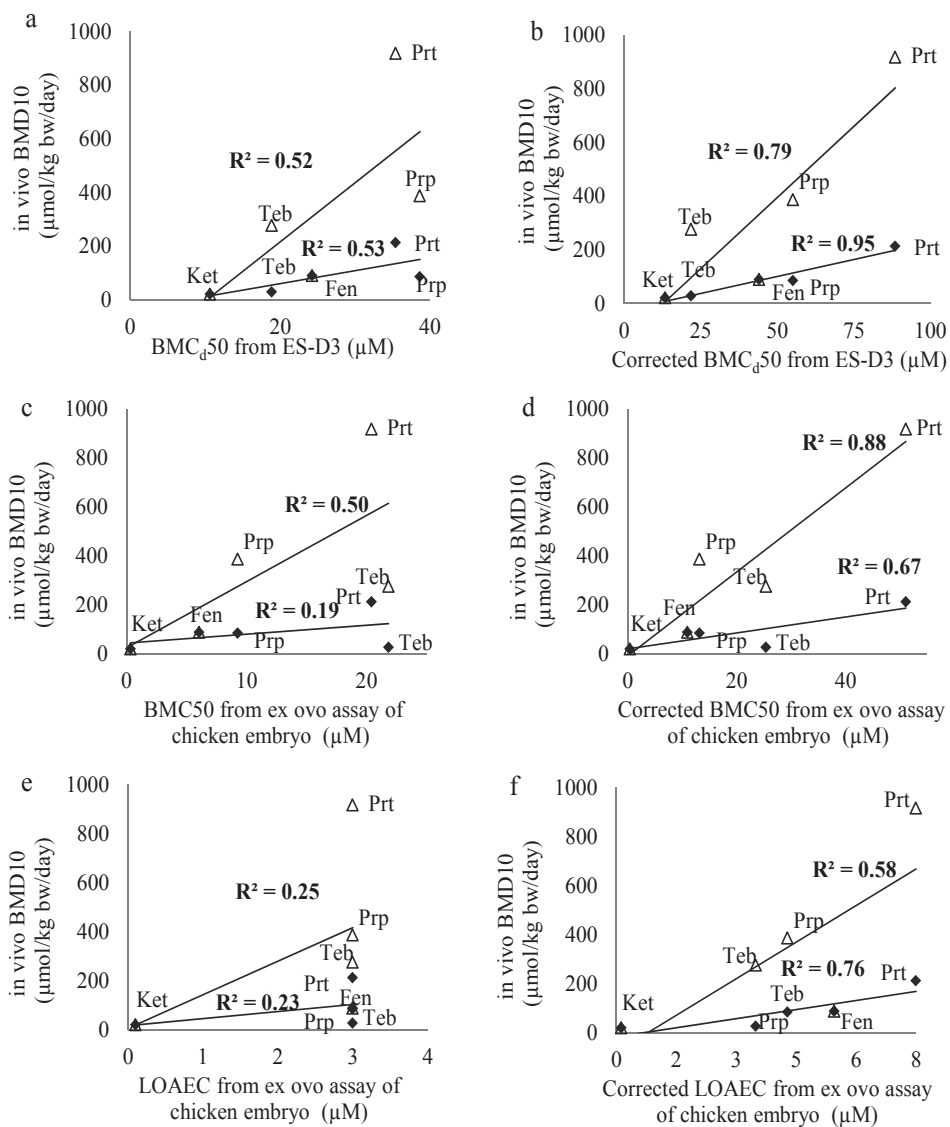 a
in vivo BMD10
(µmol/kg bw/day)
1000
800
600
400
200
0
Prt
R² = 0.52
Prp
Teb
R² = 0.53
Prt
Ket
Teb
Fen
Prp
0
20
40
BMCd50 from ES-D3 (µM)
b
in vivo BMD10
(µmol/kg bw/day)
1000
800
600
400
200
0
Prt
R² = 0.79
Prp
Teb
R² = 0.95
Prt
Ket
Teb
Fen
Prp
0
25
50
75
100
Corrected BMCd50 from ES-D3 (µM)
c
in vivo BMD10
(µmol/kg bw/day)
1000
800
600
400
200
0
Prt
R² = 0.50
Prp
Teb
Prt
R² = 0.19
Ket
Fen
Prp
Teb
0
10
20
BMC50 from ex ovo assay of
chicken embryo (µM)
d
in vivo BMD10
(µmol/kg bw/day)
1000
800
600
400
200
0
R² = 0.88
Prt
Prp
R² = 0.67
Teb
Prt
Fen
Ket
Teb
0
20
40
Corrected BMC50 from ex ovo assay
of chicken embryo (µM)
e
in vivo BMD10
(µmol/kg bw/day)
1000
800
600
400
200
0
Prt
R² = 0.25
Prp
Teb
Prt
Ket
R² = 0.23
Fen
Prp
Teb
0
1
2
3
4
LOAEC from ex ovo assay of
chicken embryo (µM)
f
in vivo BMD10
(µmol/kg bw/day)
1000
800
600
400
200
0
Prt
R² = 0.58
Prp
Teb
R² = 0.76
Prt
Teb
Ket
Prp
Fen
0
2
3
5
6
8
Corrected LOAEC from ex ovo assay
of chicken embryo (µM)